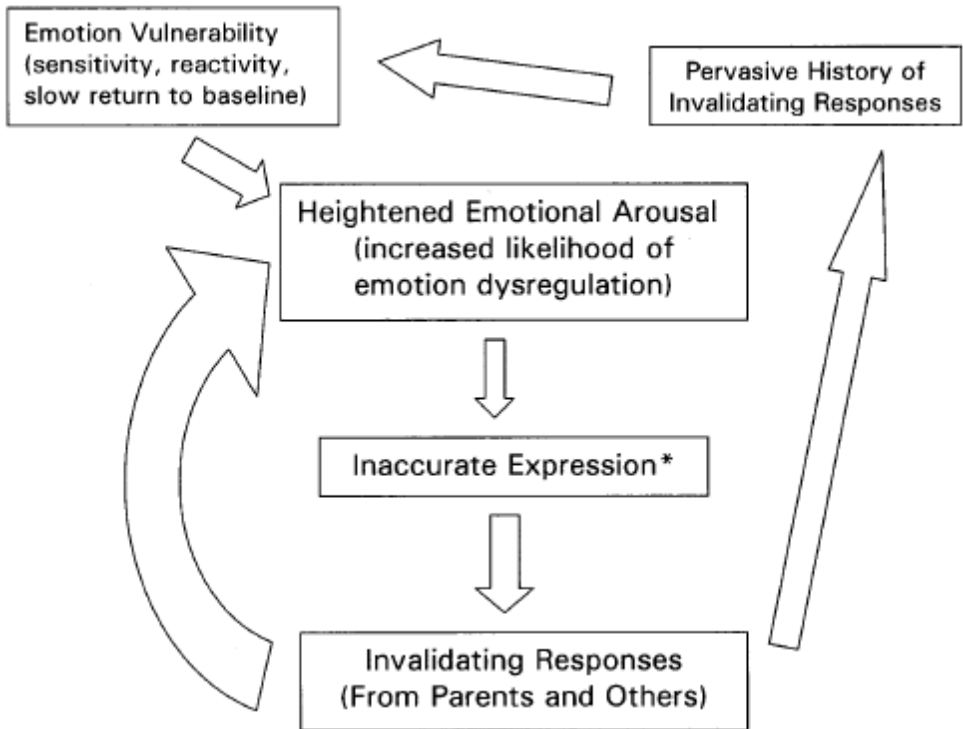 Emotion Vulnerability
(sensitivity, reactivity,
slow return to baseline)
Pervasive History of
Invalidating Responses
Heightened Emotional Arousal
(increased likelihood of
emotion dysregulation)
Inaccurate Expression*
Invalidating Responses
(From Parents and Others)